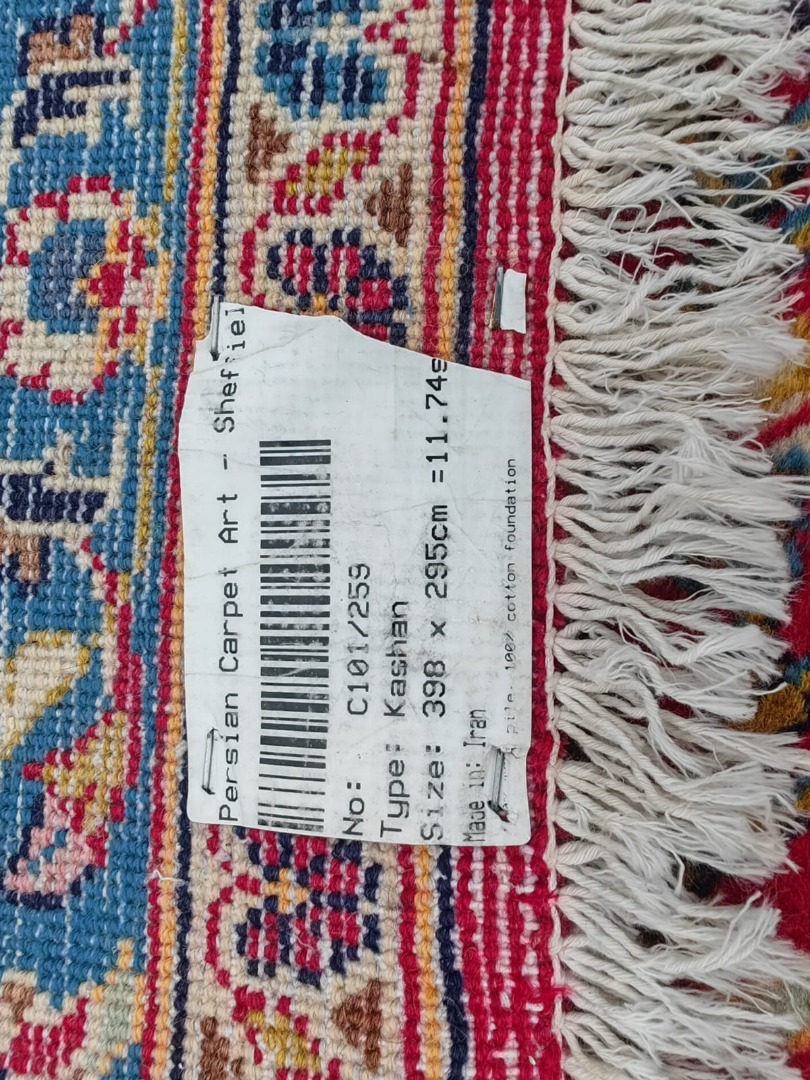 Persian Carpet Art - Sheffiel
No: C101/259
Type: Kashan
Size: 398 x 295cm =11.74s
Made in: Iran
pile. 100% cotton foundation